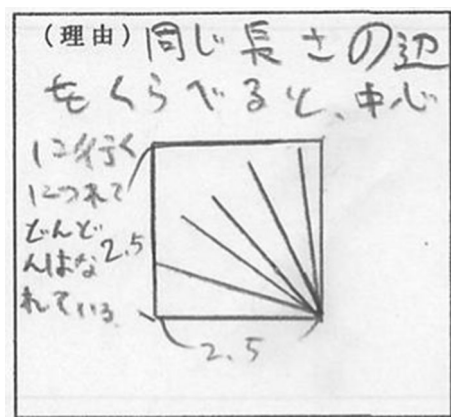 （理由）同じ長さの辺
をくらべると、中心
に行く
につれて
どんど
んはな
れている
2.5
2.5